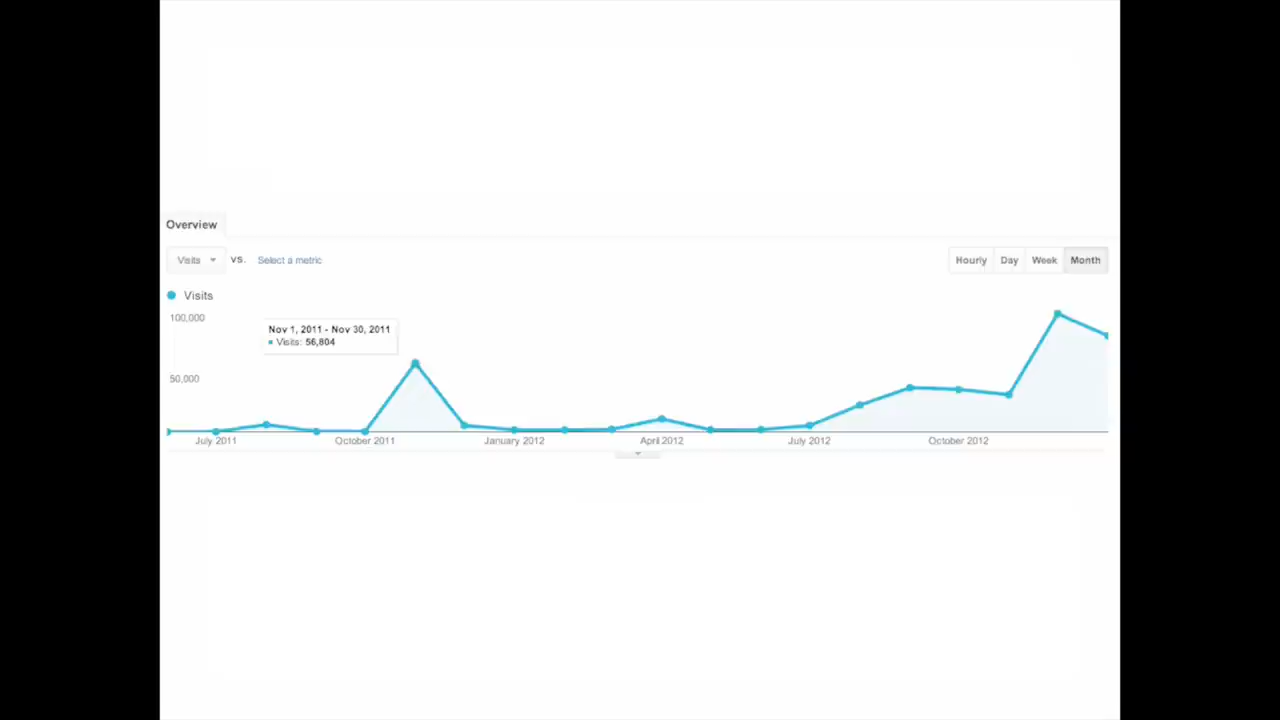 Overview
Visits vs. Select a metric
Hourly Day Week Month
Visits
100,000
Nov 1, 2011 - Nov 30, 2011
Visits: 56,804
50,000
July 2011 October 2011 January 2012 April 2012 July 2012 October 2012